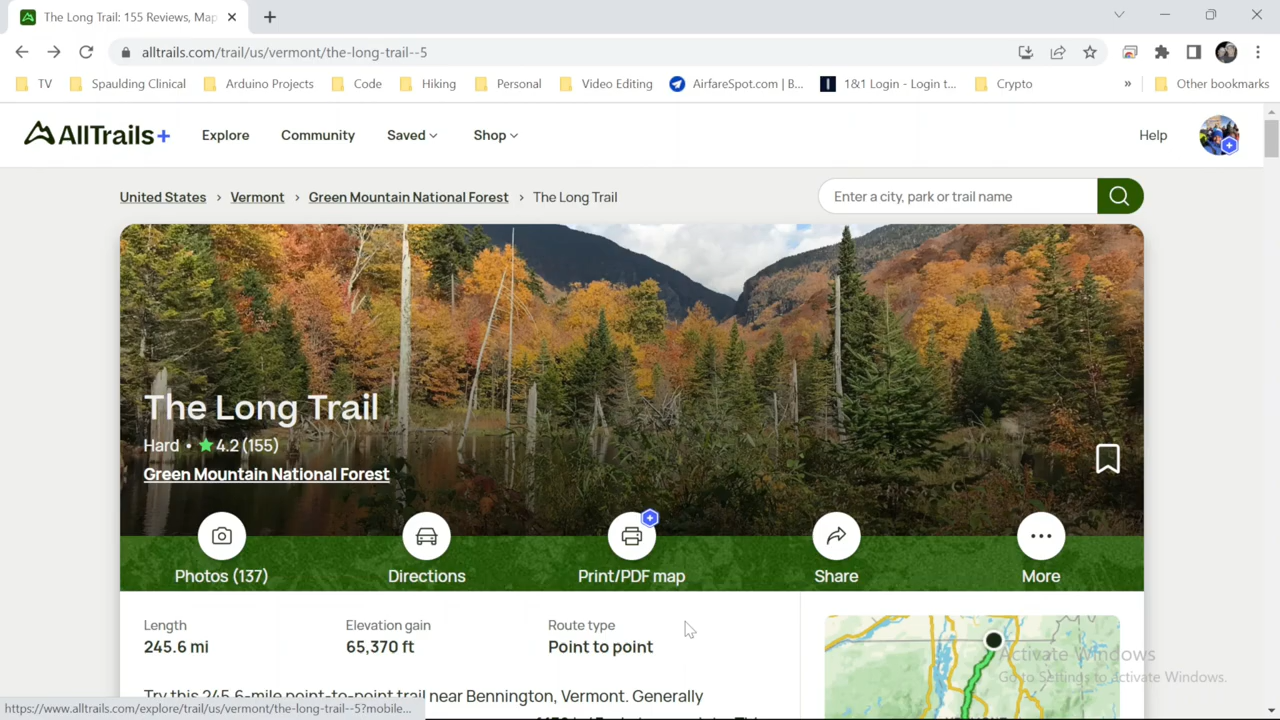 The Long Trail: 155 Reviews, Map
alltrails.com/trail/us/vermont/the-long-trail--5
TV Spaulding Clinical Arduino Projects Code Hiking Personal Video Editing AirfareSpot.com | B... 1&1 Login - Login t... Crypto » Other bookmarks
AllTrails+ Explore Community Saved Shop Help
United States › Vermont › Green Mountain National Forest › The Long Trail
Enter a city, park or trail name
The Long Trail
Hard • ★ 4.2 (155)
Green Mountain National Forest
Photos (137) Directions Print/PDF map Share More
Length Elevation gain Route type
245.6 mi 65,370 ft Point to point
Activate Windows
Go to Settings to activate Windows.
Try this 245.6-mile point-to-point trail near Bennington, Vermont. Generally
https://www.alltrails.com/explore/trail/us/vermont/the-long-trail--5?mobile...